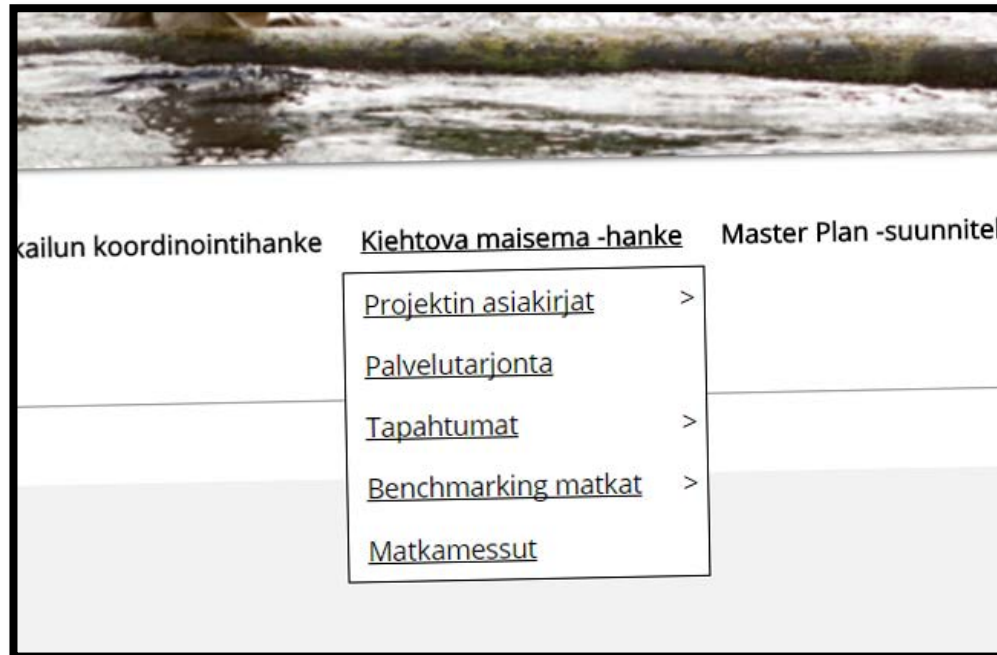 kailun koordinointihanke Kiehtova maisema -hanke Master Plan -suunnitel
Projektin asiakirjat >
Palvelutarjonta
Tapahtumat >
Benchmarking matkat >
Matkamessut